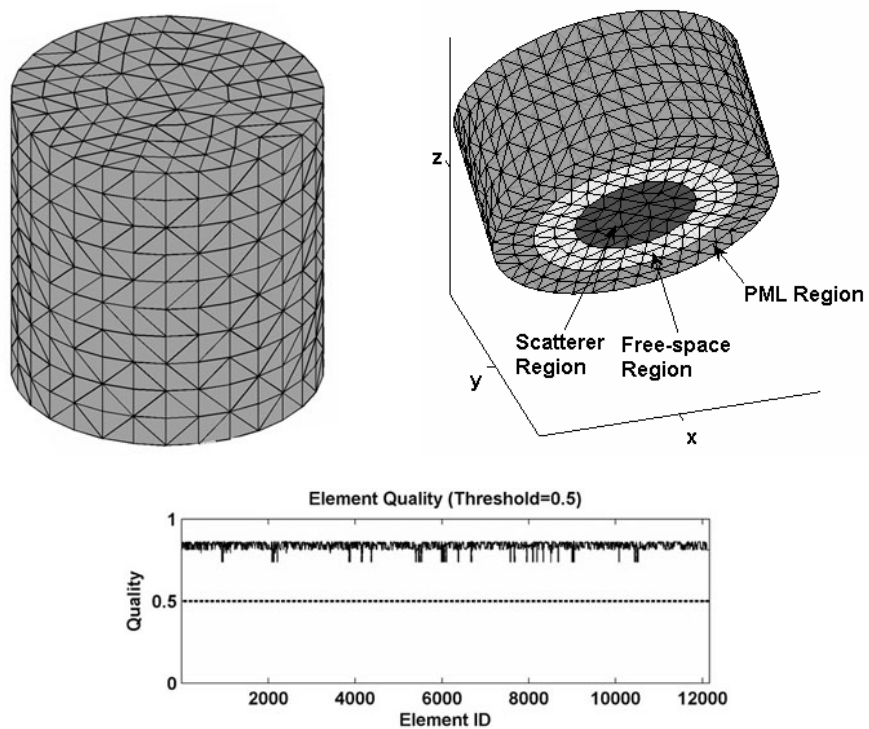 z
PML Region
Scatterer Region
Free-space Region
y
x
Element Quality (Threshold=0.5)
1
0.5
0
Quality
2000 4000 6000 8000 10000 12000
Element ID